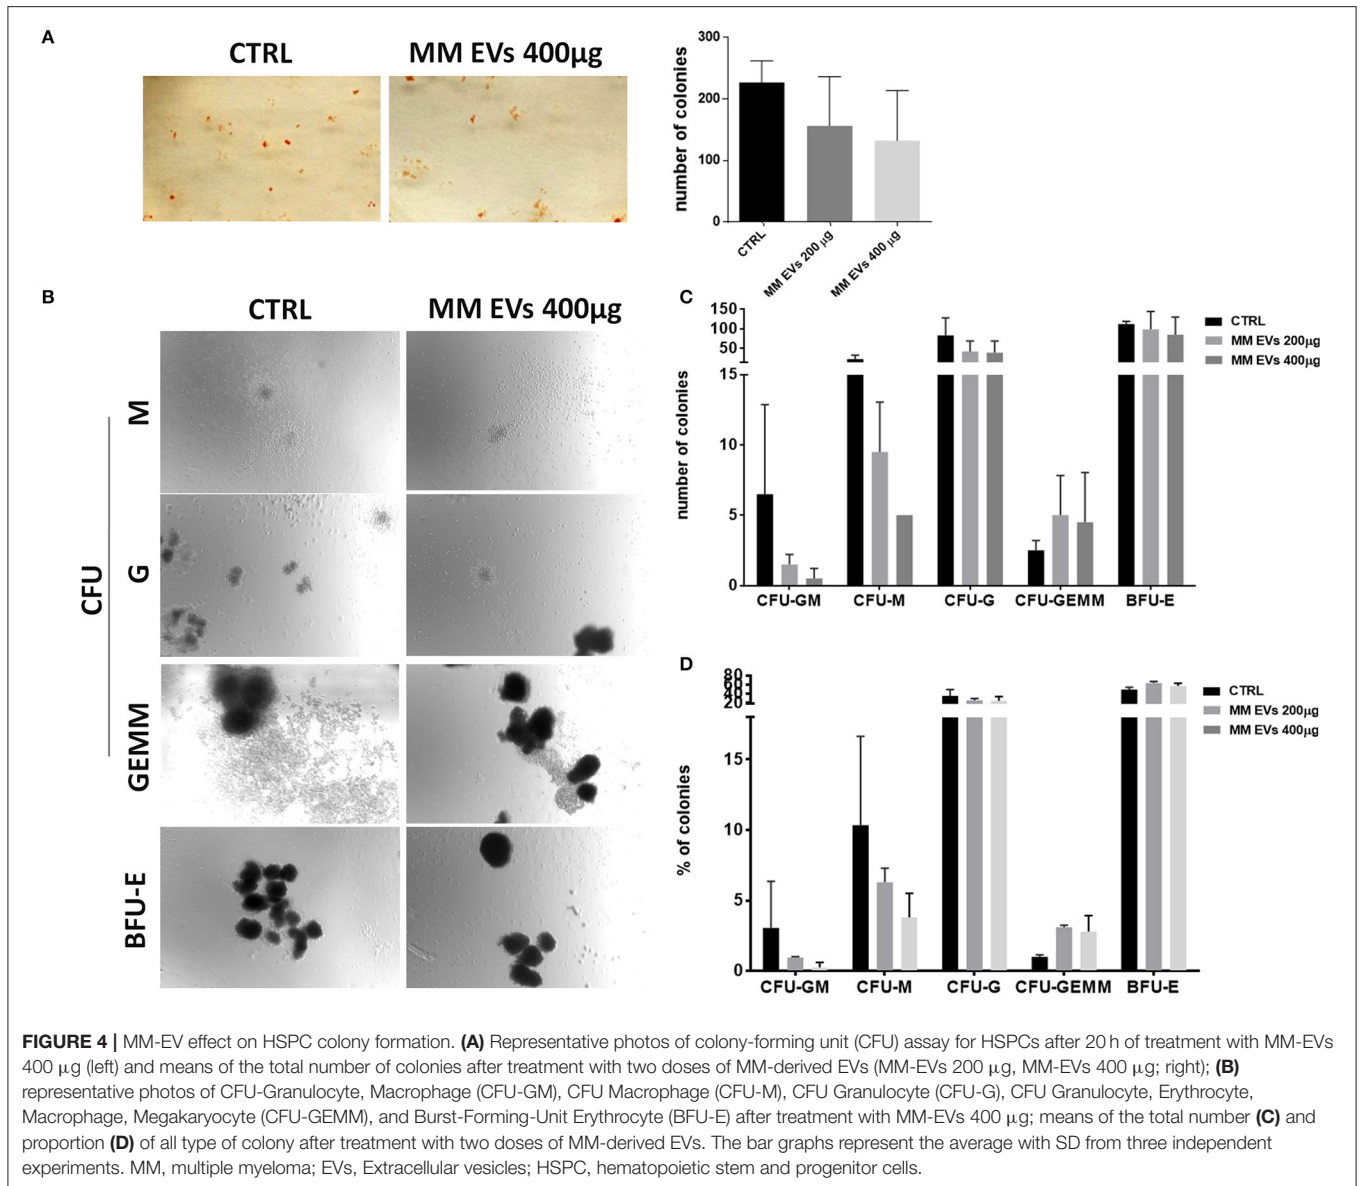 A
CTRL
MM EVs 400µg
number of colonies
300
200
100
0
CTRL
MM EVs 200 µg
MM EVs 400 µg
B
CTRL
MM EVs 400µg
CFU
M
G
GEMM
BFU-E
C
number of colonies
150
100
50
15
10
5
0
CFU-GM
CFU-M
CFU-G
CFU-GEMM
BFU-E
CTRL
MM EVs 200µg
MM EVs 400µg
D
% of colonies
80
60
40
20
15
10
5
0
CFU-GM
CFU-M
CFU-G
CFU-GEMM
BFU-E
CTRL
MM EVs 200µg
MM EVs 400µg
FIGURE 4 | MM-EV effect on HSPC colony formation. (A) Representative photos of colony-forming unit (CFU) assay for HSPCs after 20 h of treatment with MM-EVs
400 µg (left) and means of the total number of colonies after treatment with two doses of MM-derived EVs (MM-EVs 200 µg, MM-EVs 400 µg; right); (B)
representative photos of CFU-Granulocyte, Macrophage (CFU-GM), CFU Macrophage (CFU-M), CFU Granulocyte (CFU-G), CFU Granulocyte, Erythrocyte,
Macrophage, Megakaryocyte (CFU-GEMM), and Burst-Forming-Unit Erythrocyte (BFU-E) after treatment with MM-EVs 400 µg; means of the total number (C) and
proportion (D) of all type of colony after treatment with two doses of MM-derived EVs. The bar graphs represent the average with SD from three independent
experiments. MM, multiple myeloma; EVs, Extracellular vesicles; HSPC, hematopoietic stem and progenitor cells.